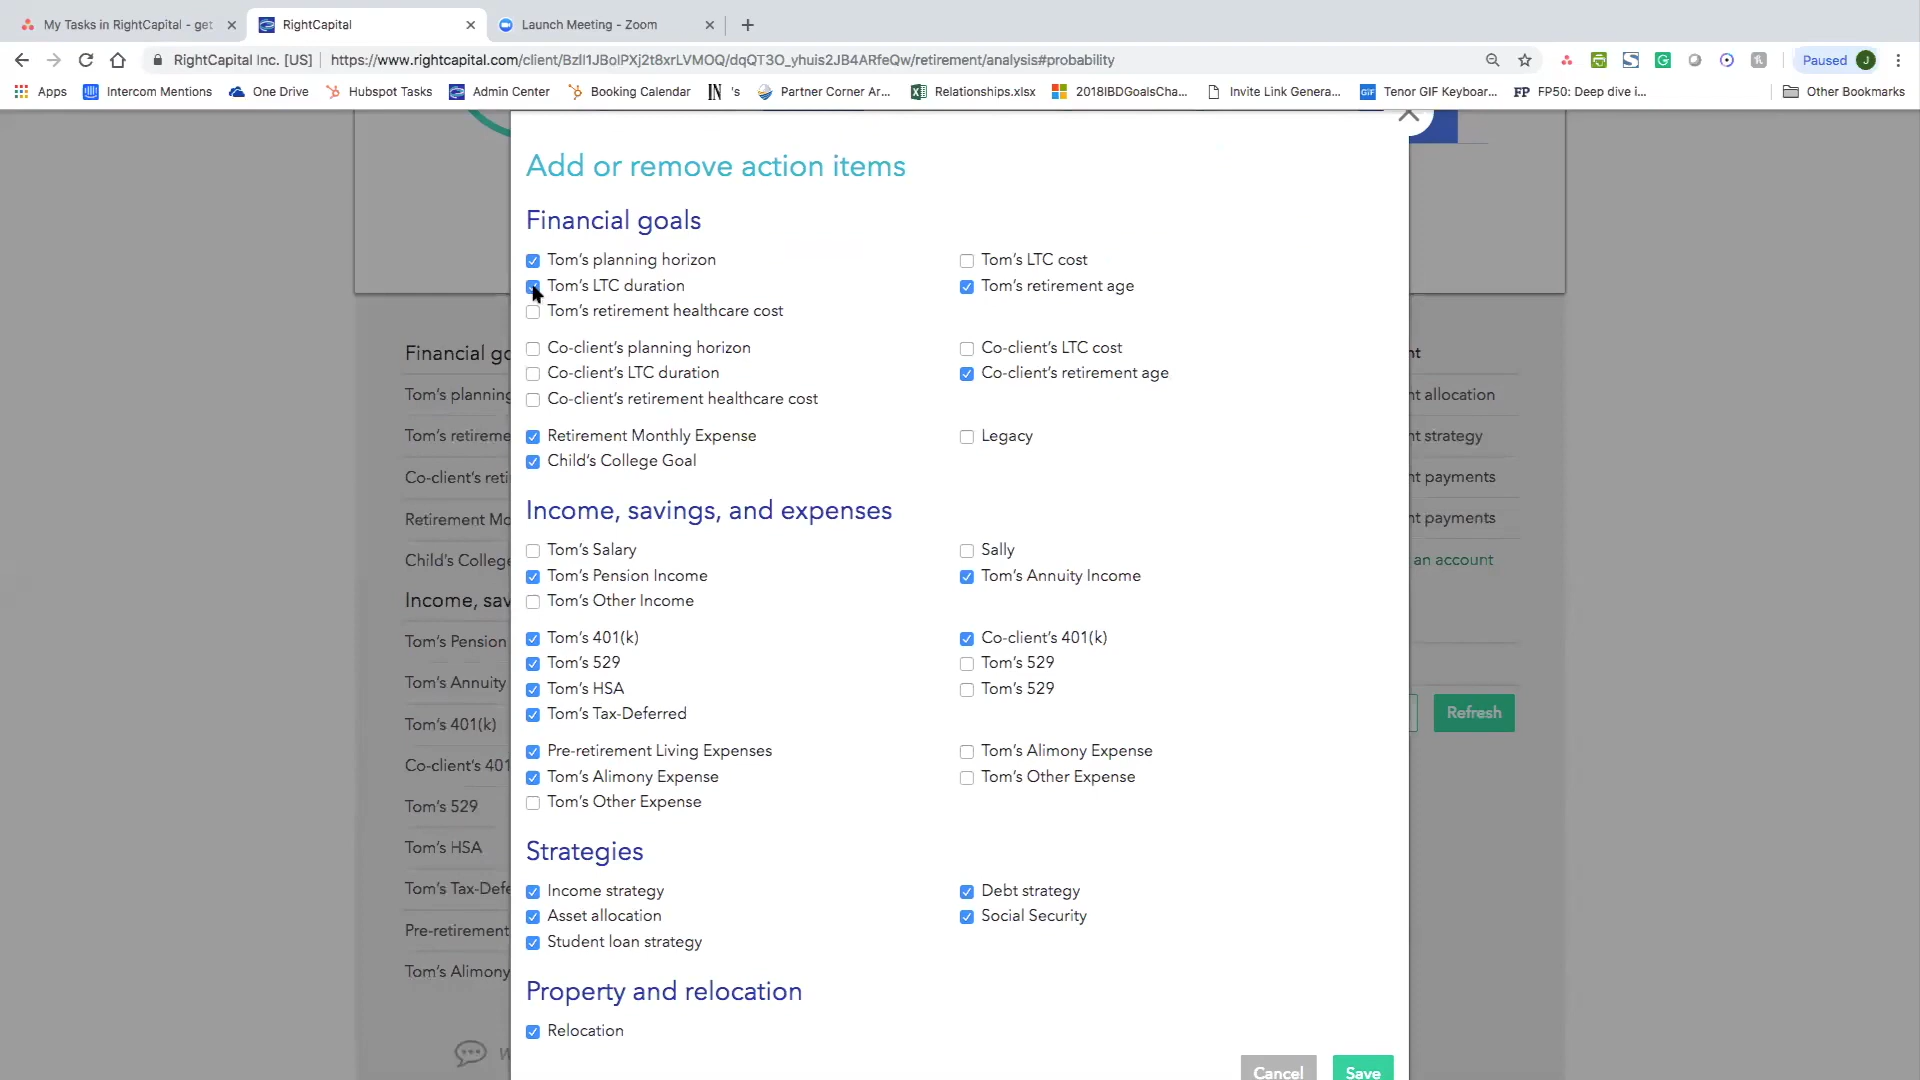 My Tasks in RightCapital - get
RightCapital
Launch Meeting - Zoom
RightCapital Inc. [US]
https://www.rightcapital.com/client/BzlI1JBolPXj2t8xrLVMOQ/dqQT3O_yhuis2JB4ARfeQw/retirement/analysis#probability
Paused J
Apps
Intercom Mentions
One Drive
Hubspot Tasks
Admin Center
Booking Calendar
's
Partner Corner Ar...
Relationships.xlsx
2018IBDGoalsCha...
Invite Link Genera...
GIF Tenor GIF Keyboar...
FP FP50: Deep dive i...
Other Bookmarks
Add or remove action items
Financial goals
Tom's planning horizon
Tom's LTC cost
Tom's LTC duration
Tom's retirement age
Tom's retirement healthcare cost
Co-client's planning horizon
Co-client's LTC cost
Co-client's LTC duration
Co-client's retirement age
Co-client's retirement healthcare cost
Retirement Monthly Expense
Legacy
Child's College Goal
Income, savings, and expenses
Tom's Salary
Sally
Tom's Pension Income
Tom's Annuity Income
Tom's Other Income
Tom's 401(k)
Co-client's 401(k)
Tom's 529
Tom's 529
Tom's HSA
Tom's 529
Tom's Tax-Deferred
Pre-retirement Living Expenses
Tom's Alimony Expense
Tom's Alimony Expense
Tom's Other Expense
Tom's Other Expense
Strategies
Income strategy
Debt strategy
Asset allocation
Social Security
Student loan strategy
Property and relocation
Relocation
Cancel
Save
Financial go
Tom's planning
Tom's retireme
Co-client's reti
Retirement Mo
Child's College
Income, sav
Tom's Pension
Tom's Annuity
Tom's 401(k)
Co-client's 401
Tom's 529
Tom's HSA
Tom's Tax-Defe
Pre-retirement
Tom's Alimony
nt
nt allocation
nt strategy
nt payments
nt payments
an account
Refresh